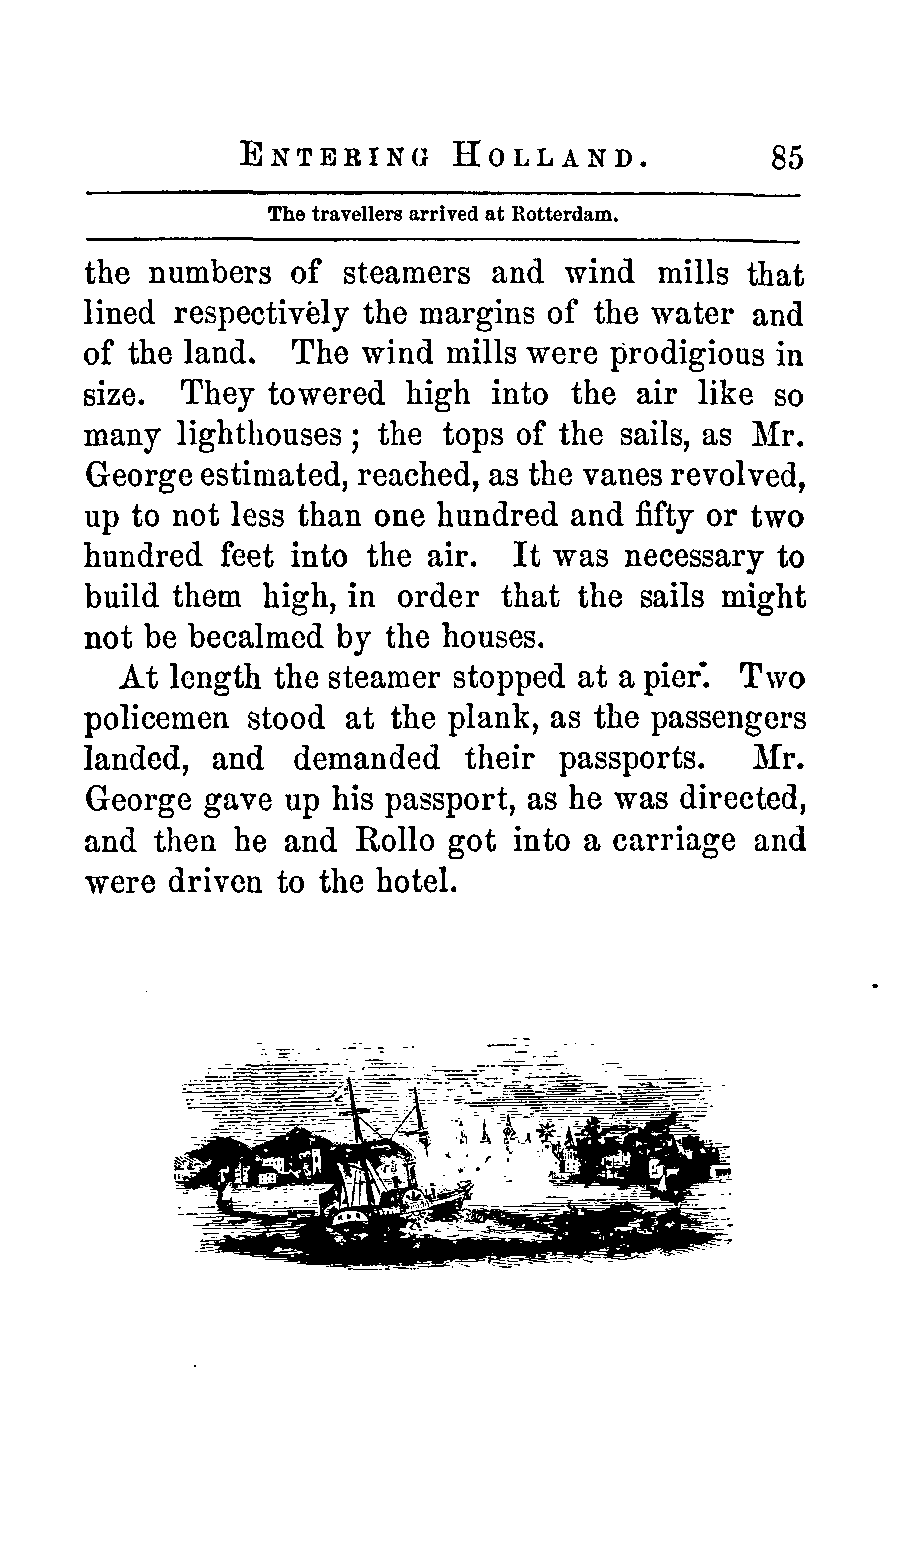 ENTERING HOLLAND. 85
The travellers arrived at Rotterdam.
the numbers of steamers and wind mills that
lined respectively the margins of the water and
of the land. The wind mills were prodigious in
size. They towered high into the air like so
many lighthouses; the tops of the sails, as Mr.
George estimated, reached, as the vanes revolved,
up to not less than one hundred and fifty or two
hundred feet into the air. It was necessary to
build them high, in order that the sails might
not be becalmed by the houses.
At length the steamer stopped at a pier. Two
policemen stood at the plank, as the passengers
landed, and demanded their passports. Mr.
George gave up his passport, as he was directed,
and then he and Rollo got into a carriage and
were driven to the hotel.